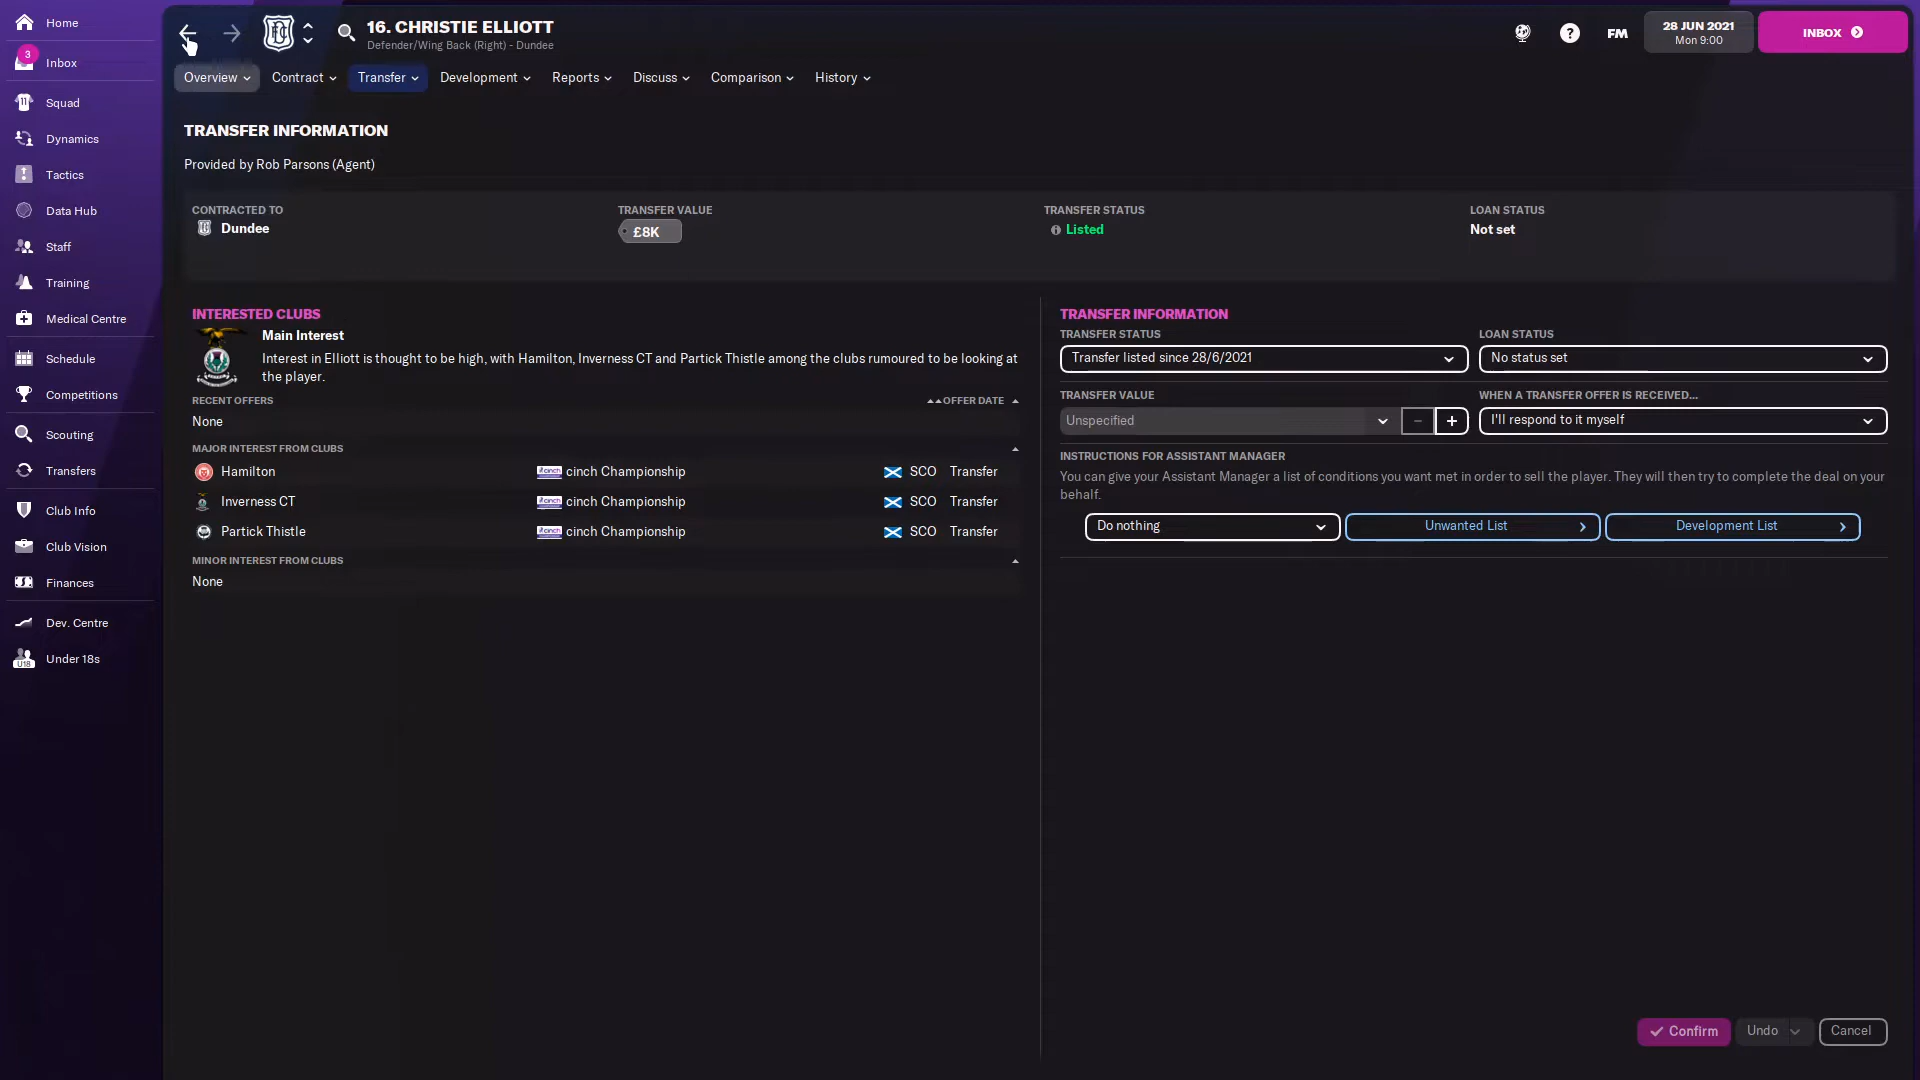 Home
3
Inbox
Squad
Dynamics
Tactics
Data Hub
Staff
Training
Medical Centre
Schedule
Competitions
Scouting
Transfers
Club Info
Club Vision
Finances
Dev. Centre
U18
Under 18s
16. CHRISTIE ELLIOTT
Defender/Wing Back (Right) - Dundee
FM
28 JUN 2021
Mon 9:00
INBOX
Overview
Contract
Transfer
Development
Reports
Discuss
Comparison
History
TRANSFER INFORMATION
Provided by Rob Parsons (Agent)
CONTRACTED TO
Dundee
TRANSFER VALUE
£8K
TRANSFER STATUS
Listed
LOAN STATUS
Not set
INTERESTED CLUBS
Main Interest
Interest in Elliott is thought to be high, with Hamilton, Inverness CT and Partick Thistle among the clubs rumoured to be looking at
the player.
RECENT OFFERS
OFFER DATE
None
MAJOR INTEREST FROM CLUBS
Hamilton cinch Championship SCO Transfer
Inverness CT cinch Championship SCO Transfer
Partick Thistle cinch Championship SCO Transfer
MINOR INTEREST FROM CLUBS
None
TRANSFER INFORMATION
TRANSFER STATUS
Transfer listed since 28/6/2021
LOAN STATUS
No status set
TRANSFER VALUE
Unspecified
- +
WHEN A TRANSFER OFFER IS RECEIVED...
I'll respond to it myself
INSTRUCTIONS FOR ASSISTANT MANAGER
You can give your Assistant Manager a list of conditions you want met in order to sell the player. They will then try to complete the deal on your
behalf.
Do nothing
Unwanted List
Development List
Confirm
Undo
Cancel